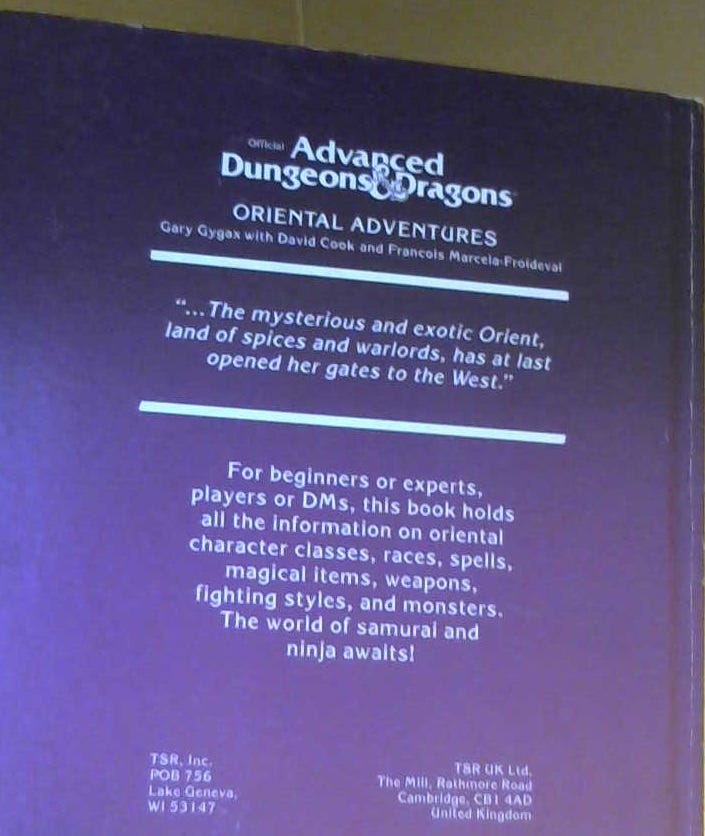 Official Advanced
Dungeons & Dragons
ORIENTAL ADVENTURES
Gary Gygax with David Cook and Francois Marcela-Froideval
“...The mysterious and exotic Orient,
land of spices and warlords, has at last
opened her gates to the West.”
For beginners or experts,
players or DMs, this book holds
all the information on oriental
character classes, races, spells,
magical items, weapons,
fighting styles, and monsters.
The world of samurai and
ninja awaits!
TSR, Inc.
POB 756
Lake Geneva,
WI 53147
TSR UK Ltd.
The Mill, Rathmore Road
Cambridge, CB1 4AD
United Kingdom